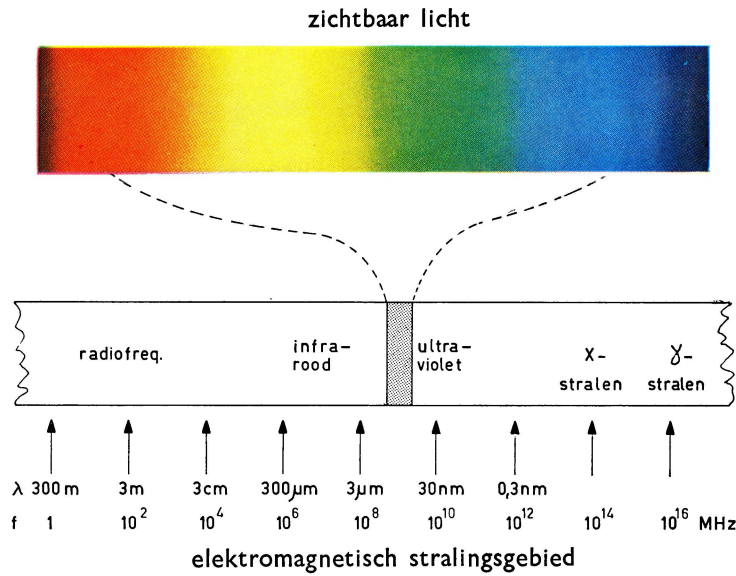 zichtbaar licht
radiofreq.
infra-
rood
ultra-
violet
X-
stralen
γ-
stralen
λ 300 m 3m 3cm 300μm 3μm 30nm 0,3nm
f 1 10² 10⁴ 10⁶ 10⁸ 10¹⁰ 10¹² 10¹⁴ 10¹⁶ MHz
elektromagnetisch stralingsgebied